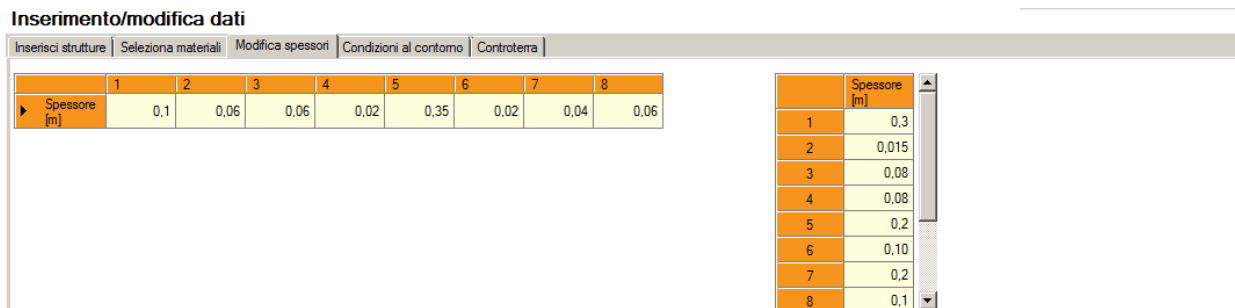 Inserimento/modifica dati
Inserisci strutture Seleziona materiali Modifica spessori Condizioni al contorno Controterra
1 2 3 4 5 6 7 8
Spessore [m] 0,1 0,06 0,06 0,02 0,35 0,02 0,04 0,06
Spessore [m]
1 0,3
2 0,015
3 0,08
4 0,08
5 0,2
6 0,10
7 0,2
8 0,1